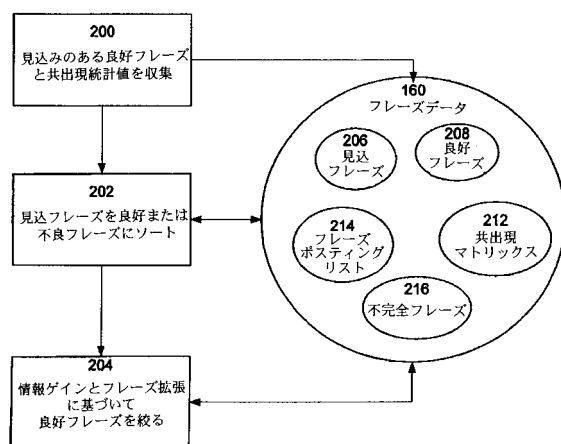 200
見込みのある良好フレーズ
と共出現統計値を収集
160
フレーズデータ
206
見込
フレーズ
208
良好
フレーズ
202
見込フレーズを良好または
不良フレーズにソート
214
フレーズ
ポスティング
リスト
212
共出現
マトリックス
216
不完全フレーズ
204
情報ゲインとフレーズ拡張
に基づいて
良好フレーズを絞る